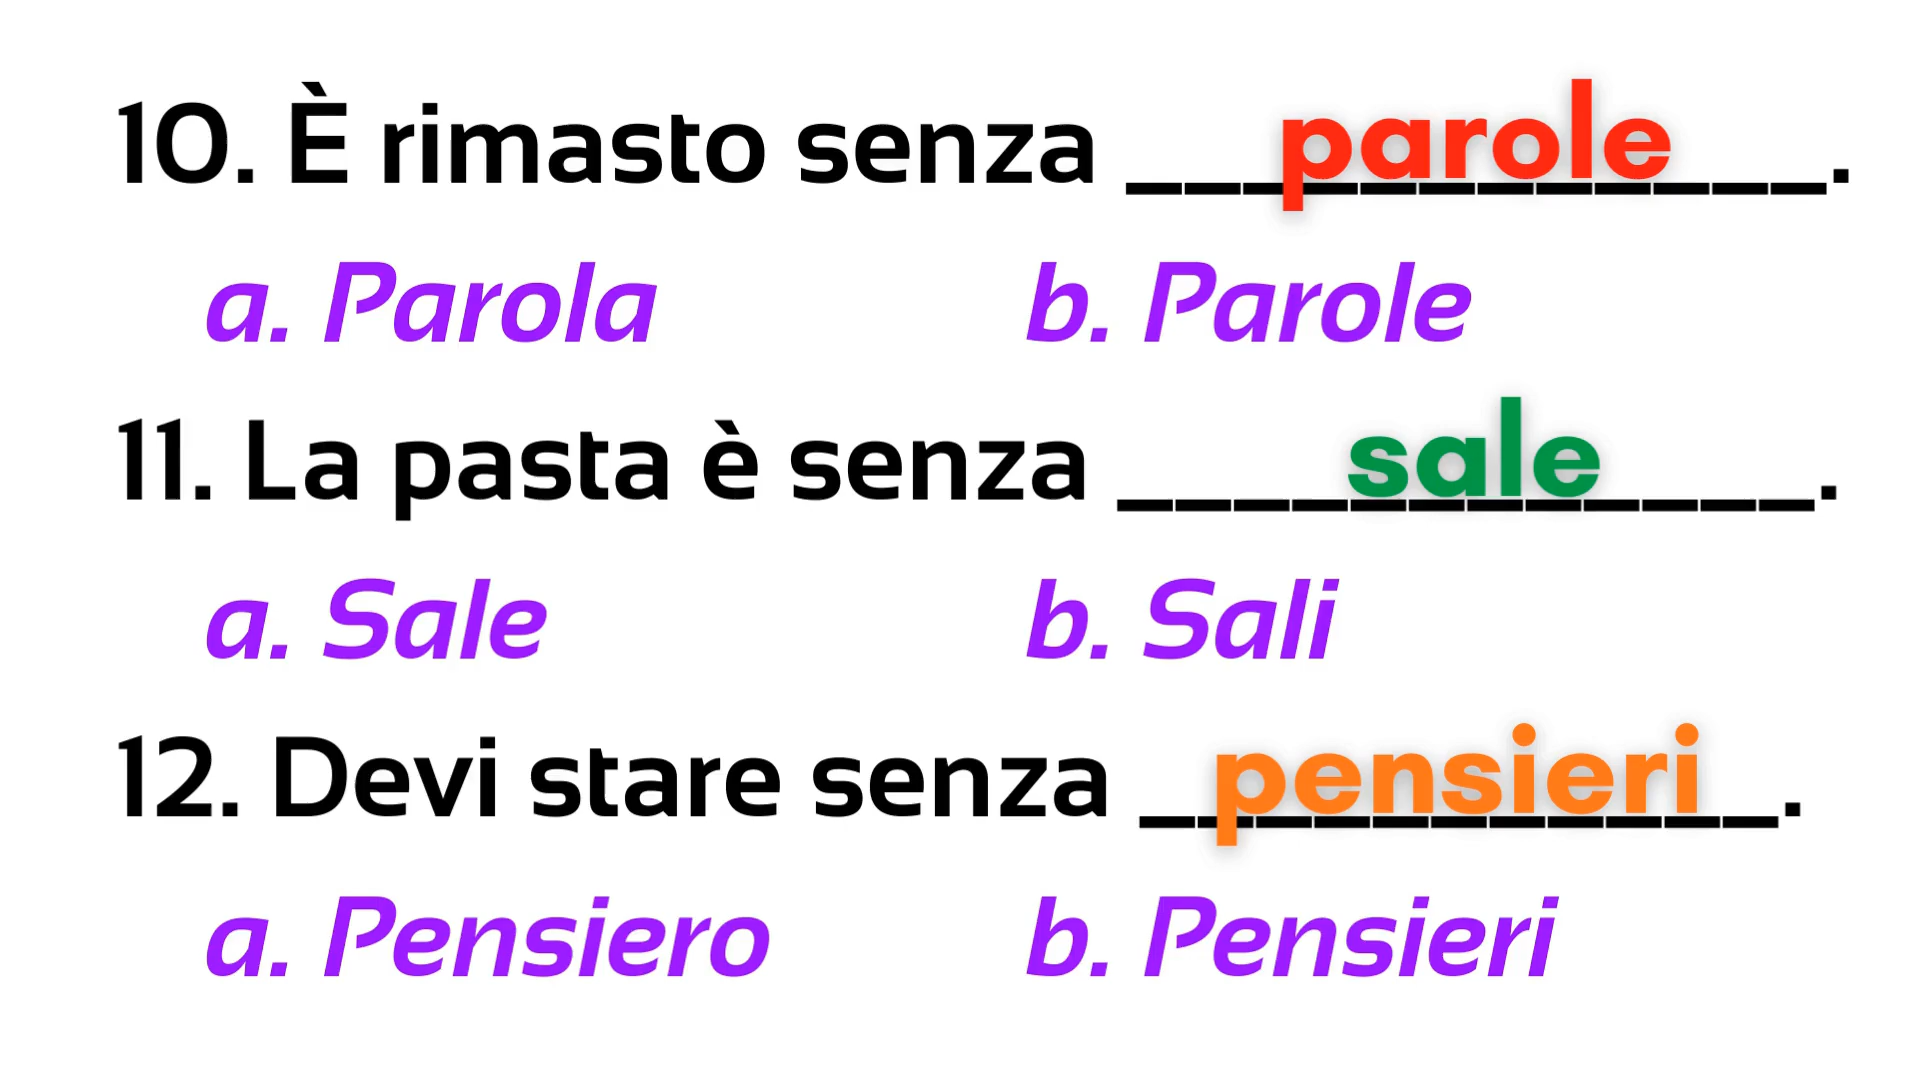 10. È rimasto senza parole.
a. Parola b. Parole
11. La pasta è senza sale.
a. Sale b. Sali
12. Devi stare senza pensieri.
a. Pensiero b. Pensieri